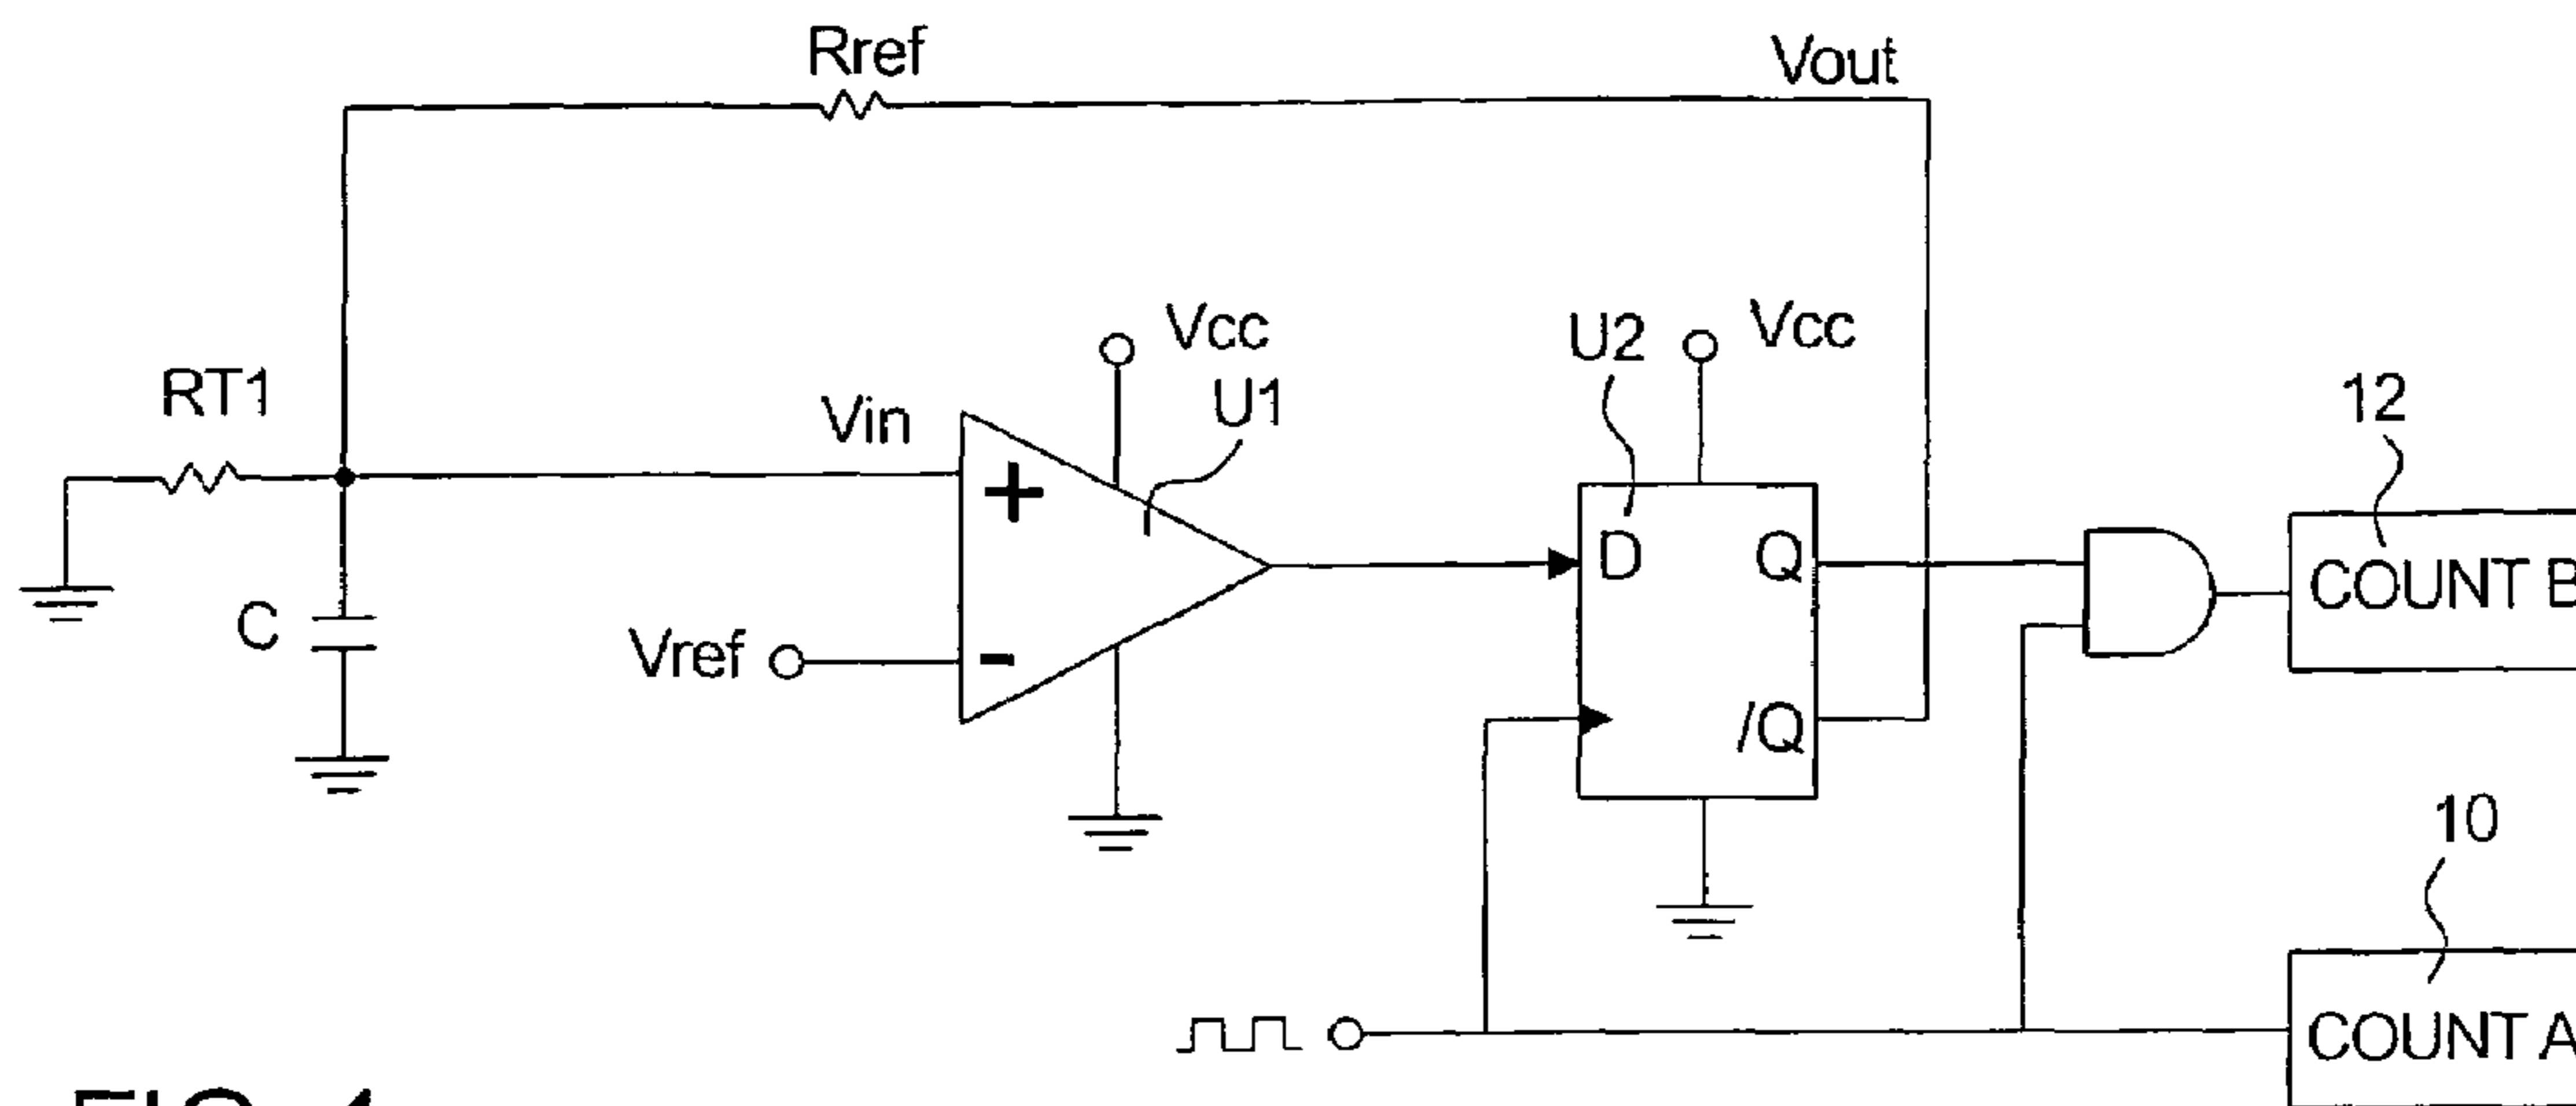 Rref
Vout
Vcc
U1
U2
Vcc
RT1
Vin
+
12
D
Q
COUNT B
C
Vref
-
/Q
10
COUNT A